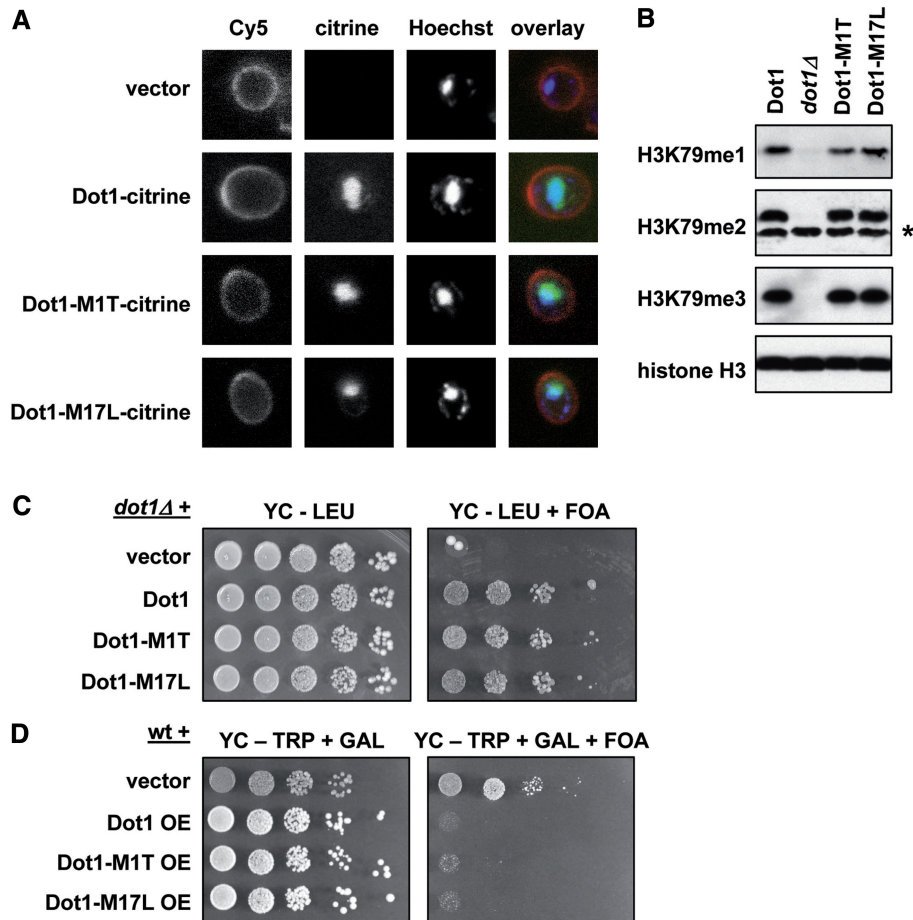 A
Cy5 citrine Hoechst overlay
vector
Dot1-citrine
Dot1-M1T-citrine
Dot1-M17L-citrine
B
Dot1 dot1Δ Dot1-M1T Dot1-M17L
H3K79me1
H3K79me2 *
H3K79me3
histone H3
C
dot1Δ + YC - LEU YC - LEU + FOA
vector
Dot1
Dot1-M1T
Dot1-M17L
D
wt + YC – TRP + GAL YC – TRP + GAL + FOA
vector
Dot1 OE
Dot1-M1T OE
Dot1-M17L OE